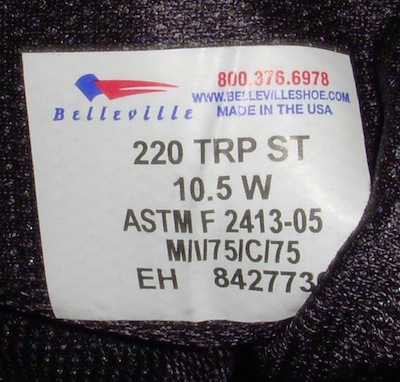 Belleville
800.376.6978
WWW.BELLEVILLESHOE.COM
MADE IN THE USA
220 TRP ST
10.5 W
ASTM F 2413-05
M/I/75/C/75
EH 842773